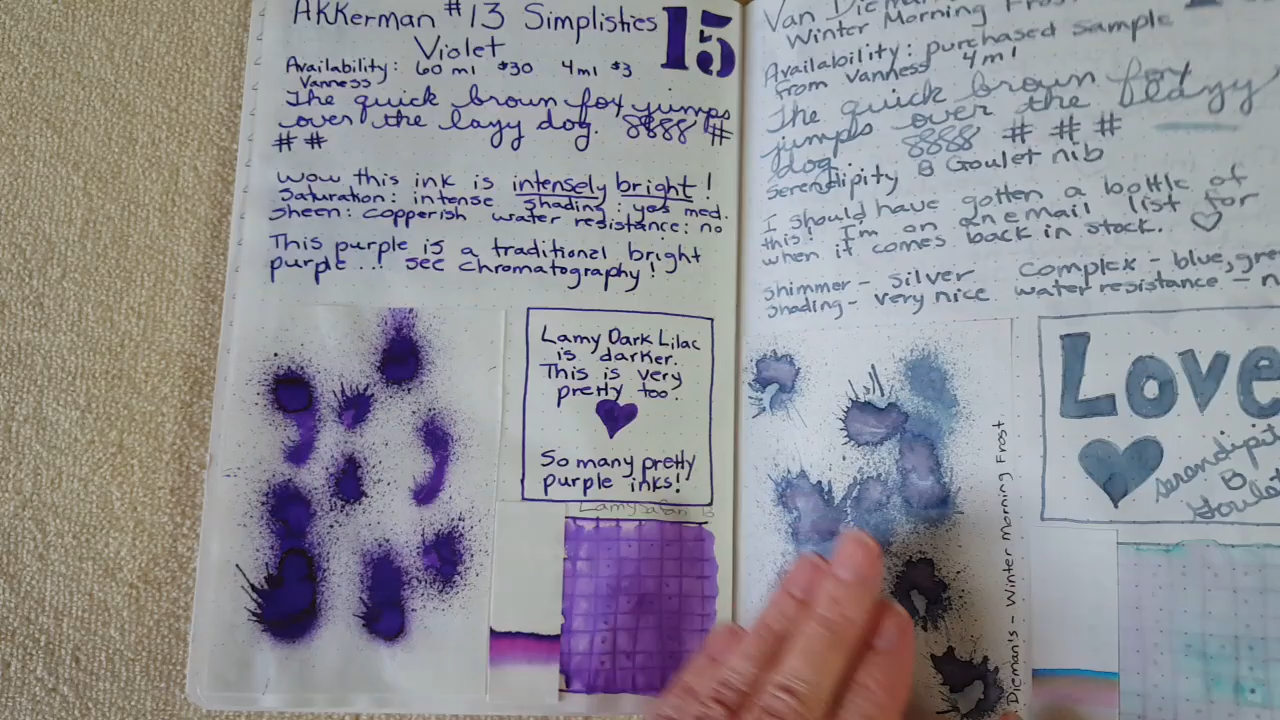 AKKerman #13 Simplisties
Violet
15
Availability: 60 ml $30 4ml $3
Vanness
The quick brown fox jumps
over the lazy dog. 8888 #
# #
wow this ink is intensely bright!
Saturation: intense Shading: yes med.
Sheen: copperish water resistance: no
This purple is a traditional bright
purple... see chromatography!
Lamy Dark Lilac
is darker.
This is very
pretty too!
So many pretty
purple inks!
Winter Morning Fros
Availability: purchased sample
from Vanness 4ml
The quick brown fox
jumps over the
dog. 8888 # # #
Serendipity B Goulet nib
I should have gotten a bottle of
this! I'm on an email list for
when it comes back in stock.
shimmer - silver Complex - blue, gre
shading - very nice water resistance - n
Love
Serendipit
B
Goulet
Dieman's - Winter Morning Frost